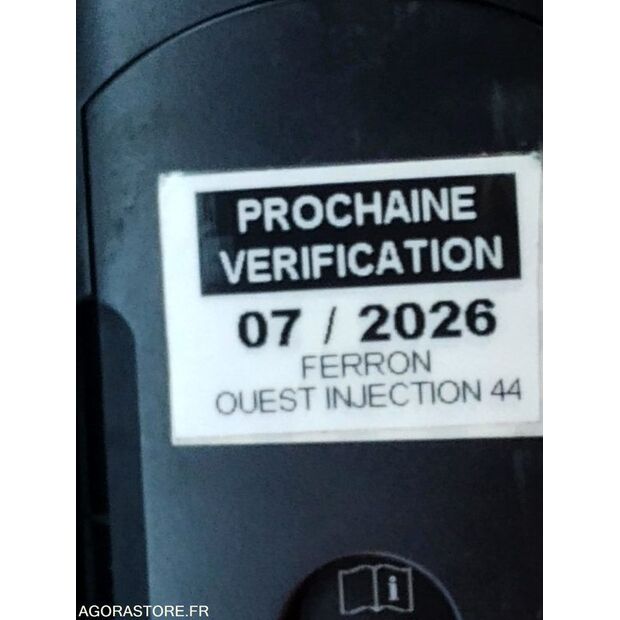 PROCHAINE
VERIFICATION
07 / 2026
FERRON
OUEST INJECTION 44
i
AGORASTORE.FR